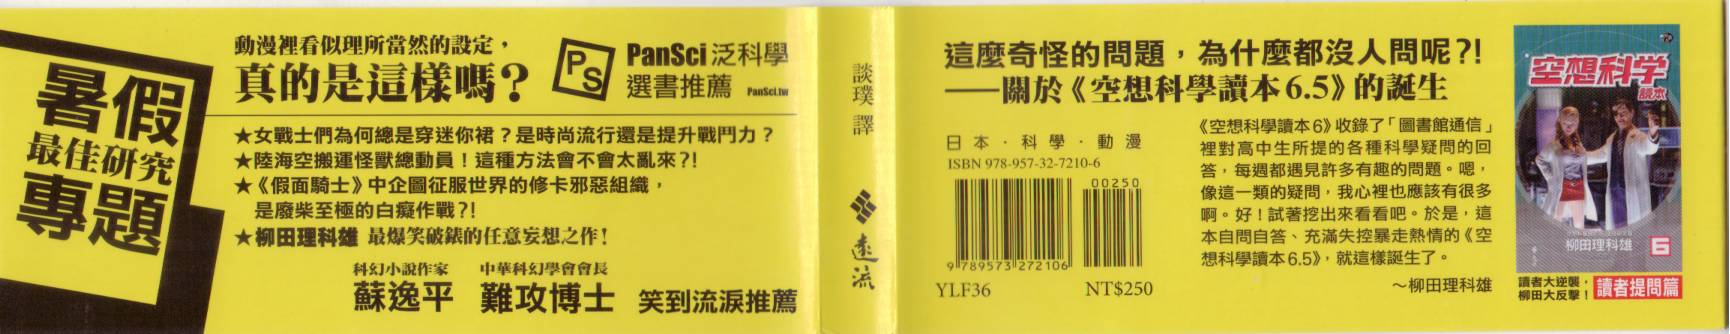 暑假
最佳研究
專題
動漫裡看似理所當然的設定，
真的是這樣嗎？
PS
PanSci 泛科學
選書推薦 PanSci.tw
★女戰士們為何總是穿迷你裙？是時尚流行還是提升戰鬥力？
★陸海空搬運怪獸總動員！這種方法會不會太亂來?!
★《假面騎士》中企圖征服世界的修卡邪惡組織，
是廢柴至極的白癡作戰?!
★柳田理科雄 最爆笑破錶的任意妄想之作！
科幻小說作家 中華科幻學會會長
蘇逸平 難攻博士 笑到流淚推薦
談璞 譯
遠流
這麼奇怪的問題，為什麼都沒人問呢?!
——關於《空想科學讀本6.5》的誕生
日本．科學．動漫
ISBN 978-957-32-7210-6
00250
9 789573 272106
YLF36 NT$250
《空想科學讀本6》收錄了「圖書館通信」
裡對高中生所提的各種科學疑問的回
答，每週都遇見許多有趣的問題。嗯，
像這一類的疑問，我心裡也應該有很多
啊。好！試著挖出來看看吧。於是，這
本自問自答、充滿失控暴走熱情的《空
想科學讀本6.5》，就這樣誕生了。
～柳田理科雄
空想科学
読本
柳田理科雄
6
讀者大逆襲，
柳田大反擊！
讀者提問篇